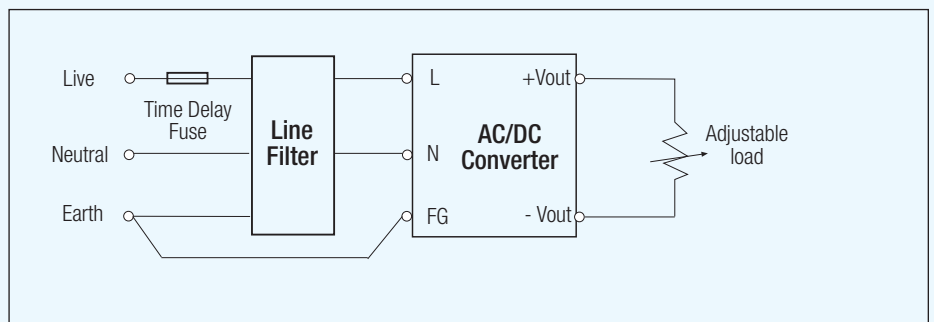 Live
Time Delay
Fuse
Neutral
Earth
Line
Filter
L
N
FG
AC/DC
Converter
+Vout
- Vout
Adjustable
load